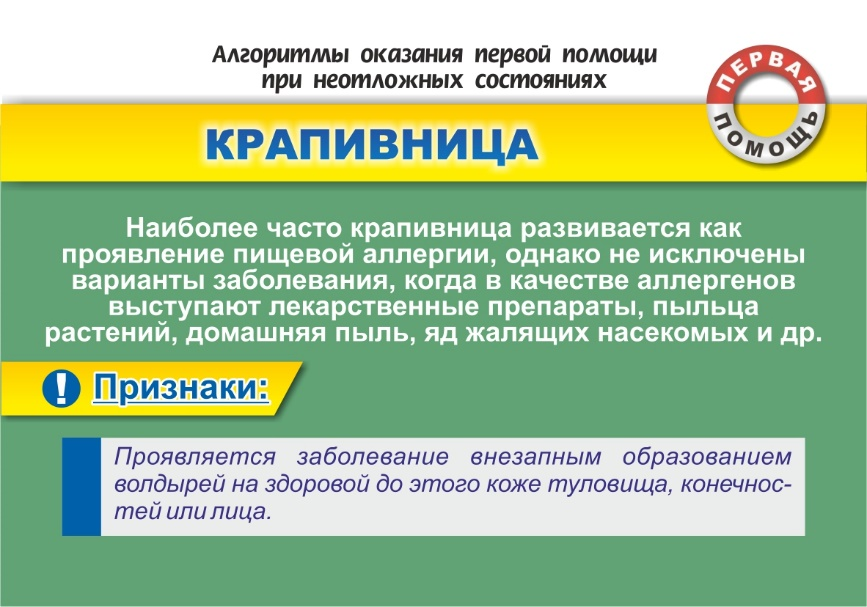 Алгоритмы оказания первой помощи
при неотложных состояниях
ПЕРВАЯ
ПОМОЩЬ
КРАПИВНИЦА
Наиболее часто крапивница развивается как
проявление пищевой аллергии, однако не исключены
варианты заболевания, когда в качестве аллергенов
выступают лекарственные препараты, пыльца
растений, домашняя пыль, яд жалящих насекомых и др.
! Признаки:
Проявляется заболевание внезапным образованием
волдырей на здоровой до этого коже туловища, конечнос-
тей или лица.